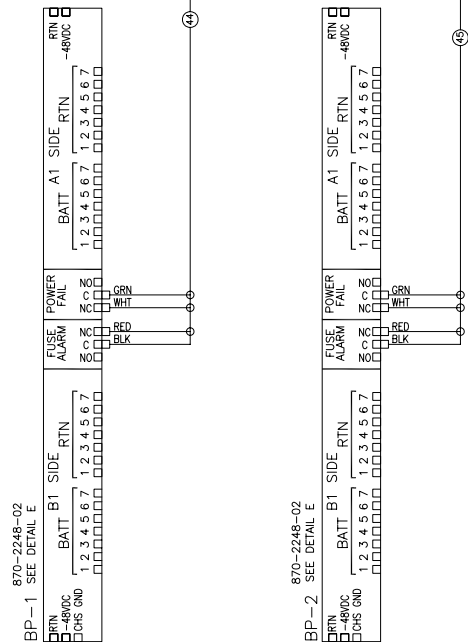 BP-1
870-2248-02
SEE DETAIL E
RTN
-48VDC
CHS GND
B1 SIDE
BATT
RTN
1 2 3 4 5 6 7
1 2 3 4 5 6 7
FUSE
ALARM
NC
C
NO
POWER
FAIL
NO
C
NC
BLK
RED
WHT
GRN
A1 SIDE
BATT
RTN
1 2 3 4 5 6 7
1 2 3 4 5 6 7
RTN
-48VDC
44
BP-2
870-2248-02
SEE DETAIL E
RTN
-48VDC
CHS GND
B1 SIDE
BATT
RTN
1 2 3 4 5 6 7
1 2 3 4 5 6 7
FUSE
ALARM
NC
C
NO
POWER
FAIL
NO
C
NC
BLK
RED
WHT
GRN
A1 SIDE
BATT
RTN
1 2 3 4 5 6 7
1 2 3 4 5 6 7
RTN
-48VDC
45